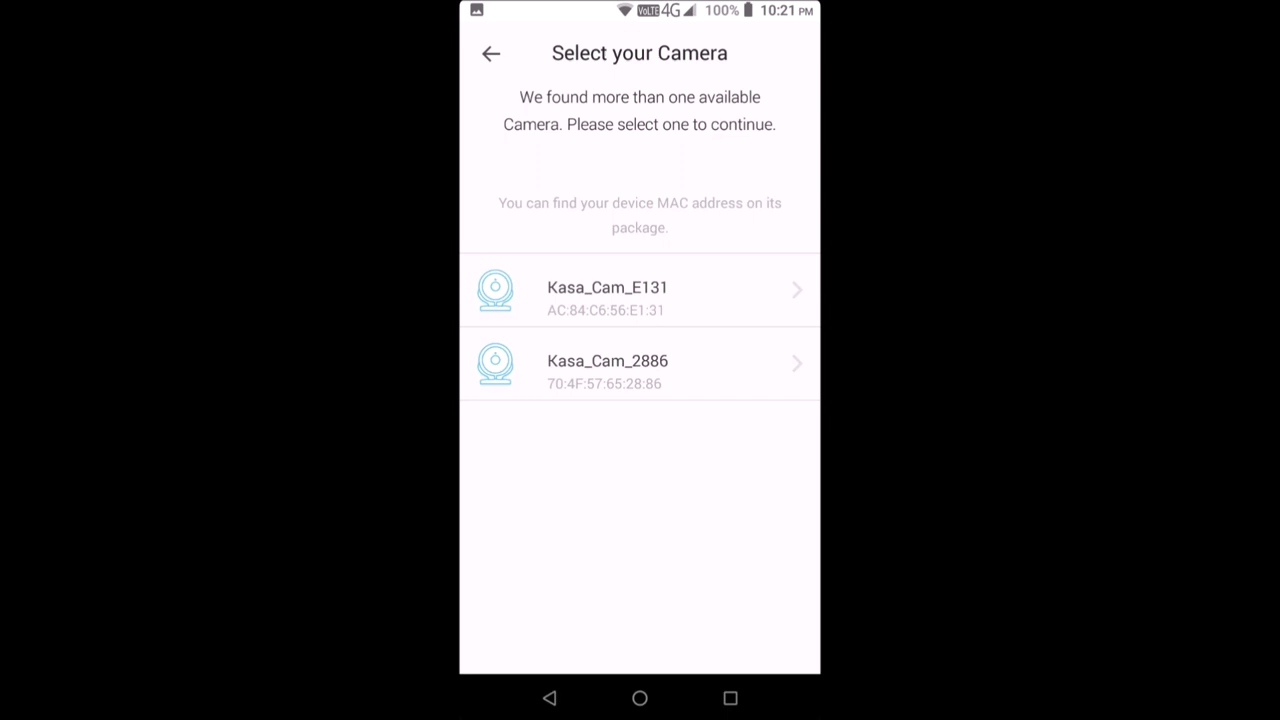 VoLTE 4G 100% 10:21 PM
Select your Camera
We found more than one available
Camera. Please select one to continue.
You can find your device MAC address on its
package.
Kasa_Cam_E131
AC:84:C6:56:E1:31
Kasa_Cam_2886
70:4F:57:65:28:86